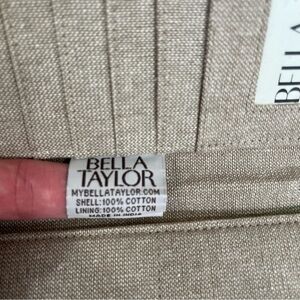 BELLA
BELLA
TAYLOR
MYBELLATAYLOR.COM
SHELL:100% COTTON
LINING:100% COTTON
MADE IN INDIA